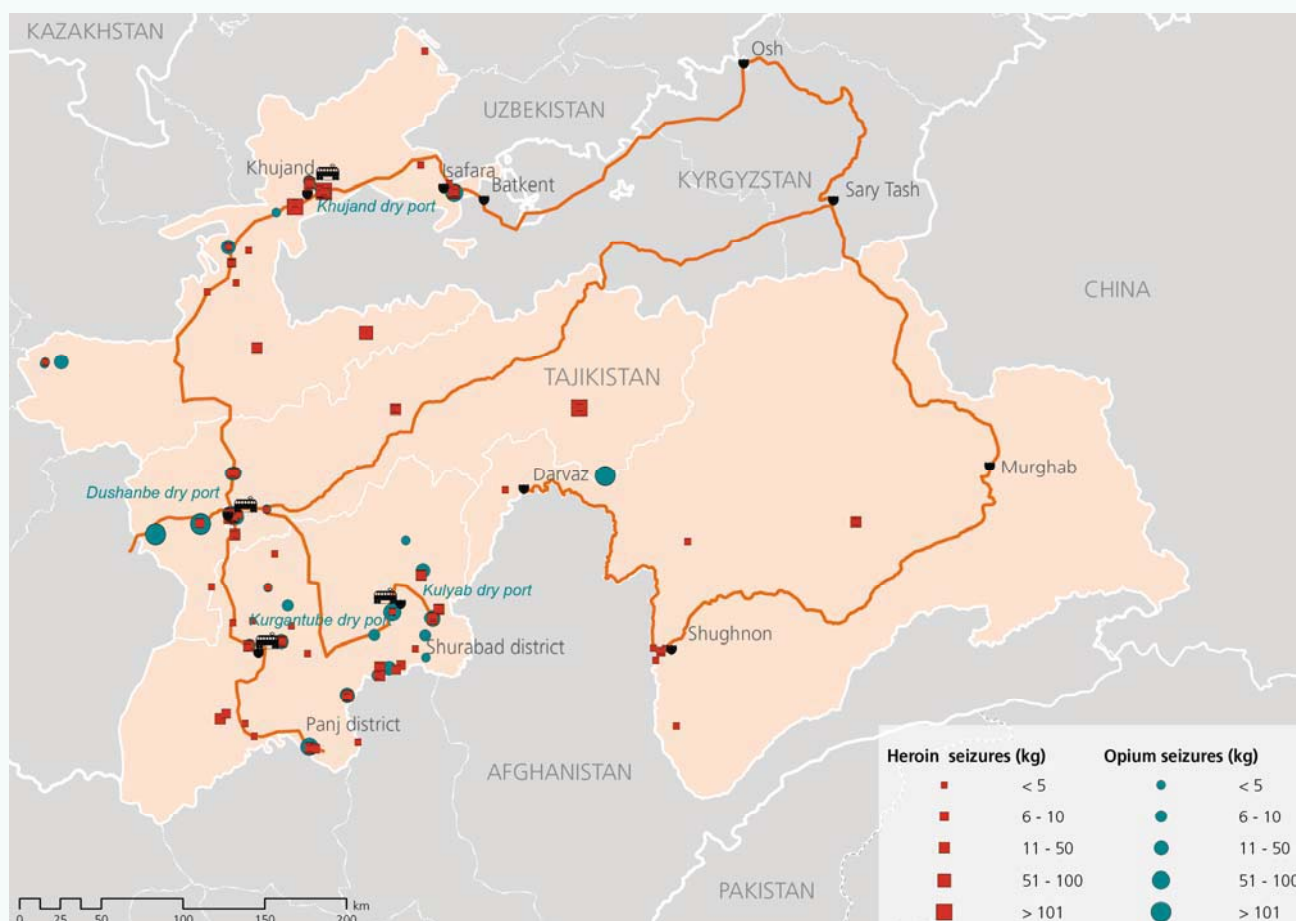 KAZAKHSTAN
Osh
UZBEKISTAN
Khujand
Isafara
Batkent
KYRGYZSTAN
Sary Tash
Khujand dry port
CHINA
TAJIKISTAN
Darvaz
Murghab
Dushanbe dry port
Kulyab dry port
Kurgantube dry port
Shughnon
Shurabad district
Panj district
AFGHANISTAN
PAKISTAN
Heroin seizures (kg) Opium seizures (kg)
< 5 < 5
6 - 10 6 - 10
11 - 50 11 - 50
51 - 100 51 - 100
> 101 > 101
km
0 25 50 100 150 200